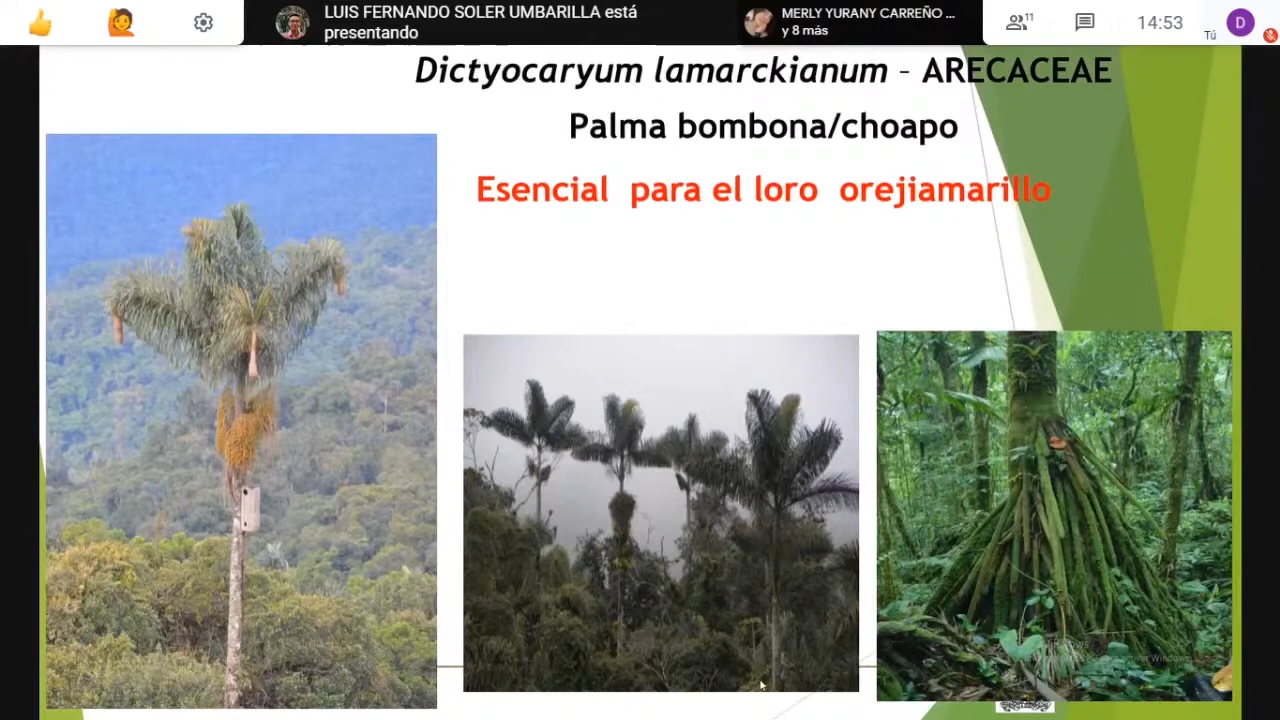 LUIS FERNANDO SOLER UMBARILLA está
presentando
MERLY YURANY CARREÑO ...
y 8 más
11
14:53
Tú
D
Dictyocaryum lamarckianum – ARECACEAE
Palma bombona/choapo
Esencial para el loro orejiamarillo